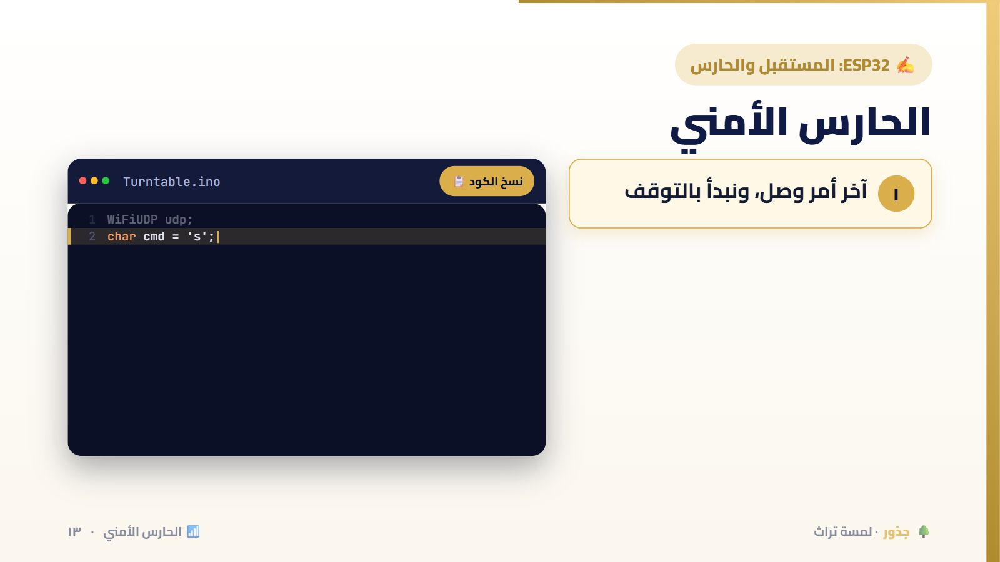 ✍️ ESP32: المستقبل والحارس
الحارس الأمني
١ آخر أمر وصل، ونبدأ بالتوقف
Turntable.ino
نسخ الكود 📋
1 WiFiUDP udp;
2 char cmd = 's';
🌳 جذور · لمسة تراث
📊 الحارس الأمني · ١٣